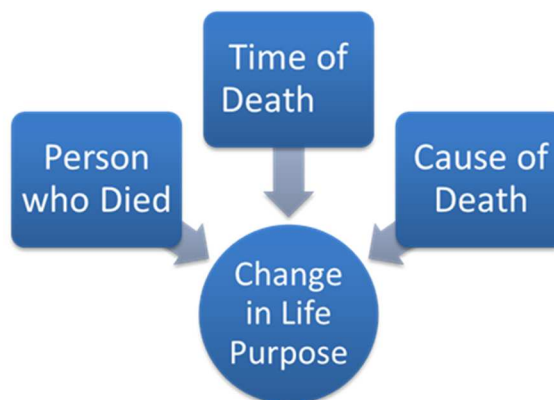 Time of
Death
Person
who Died
Cause of
Death
Change
in Life
Purpose